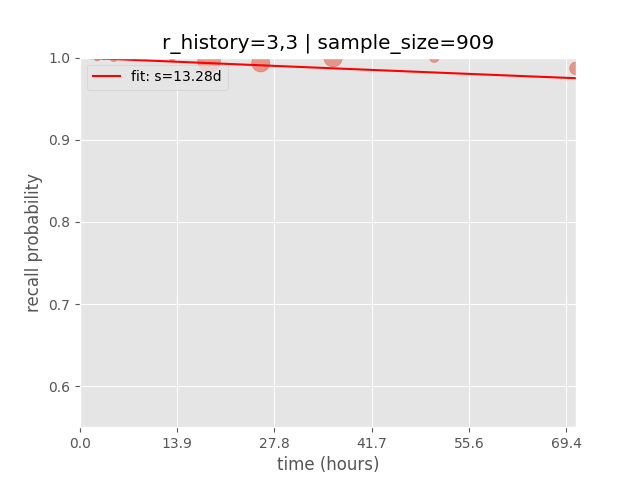 r_history=3,3 | sample_size=909
fit: s=13.28d
recall probability
1.0
0.9
0.8
0.7
0.6
0.0 13.9 27.8 41.7 55.6 69.4
time (hours)